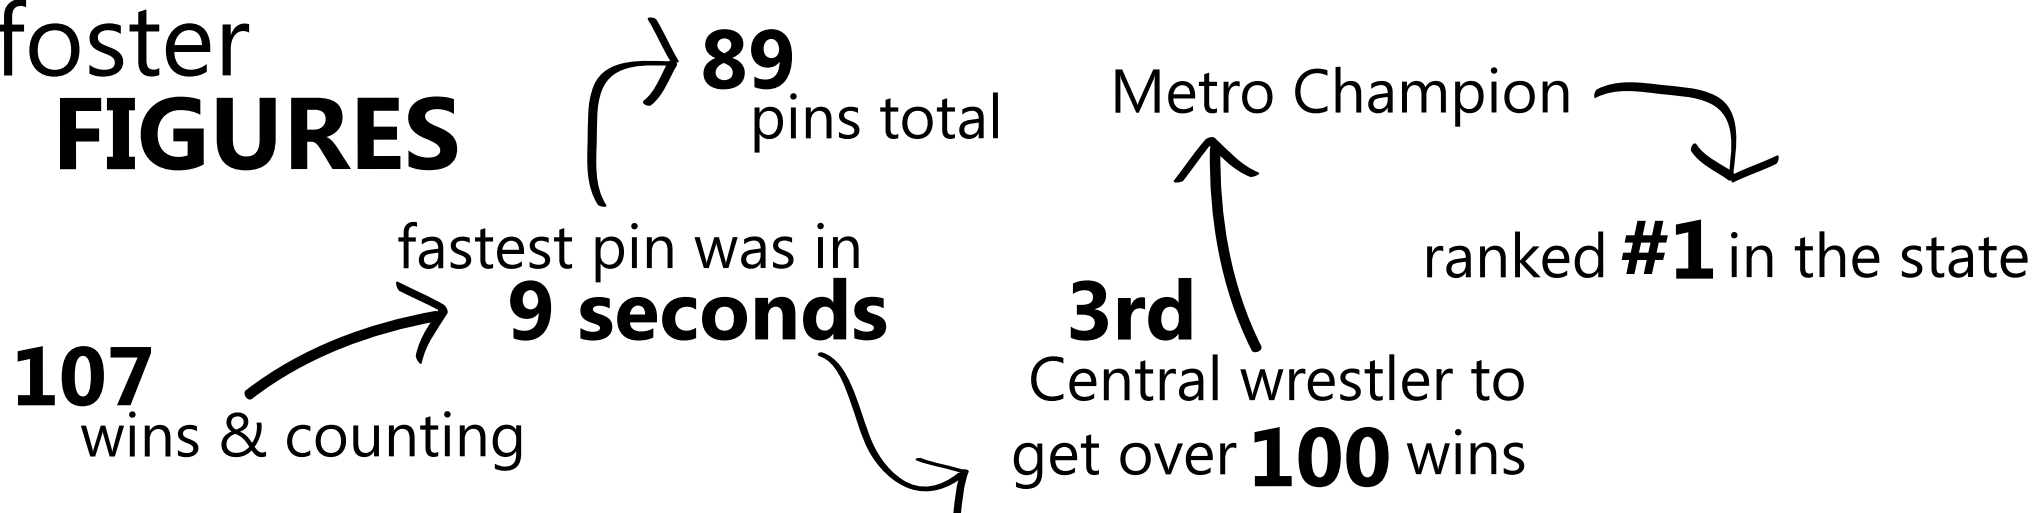 foster
FIGURES
107
wins & counting
fastest pin was in
9 seconds
89
pins total
3rd
Central wrestler to
get over 100 wins
Metro Champion
ranked #1 in the state